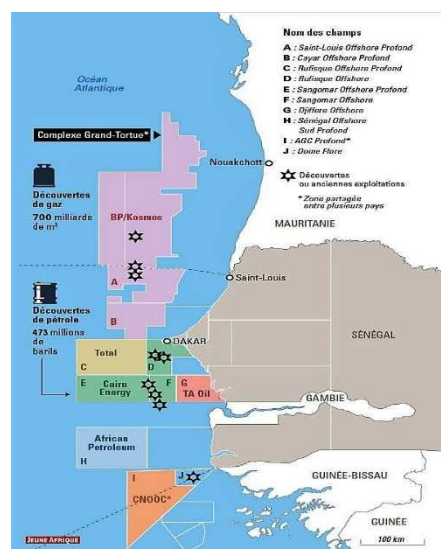 Océan
Atlantique
Nom des champs
A : Saint-Louis Offshore Profond
B : Cayar Offshore Profond
C : Rufisque Offshore Profond
D : Rufisque Offshore
E : Sangomar Offshore Profond
F : Sangomar Offshore
G : Djiffere Offshore
H : Sénégal Offshore
Sud Profond
I : AGC Profond*
J : Dome Flore
Découvertes
ou anciennes exploitations
* Zone partagée
entre plusieurs pays
Complexe Grand-Tortue*
Nouakchott
Découvertes
de gaz
700 milliards
de m³
BP/Kosmos
MAURITANIE
A
Saint-Louis
Découvertes
de pétrole
473 millions
de barils
B
DAKAR
SÉNÉGAL
Total
C
D
E
Cairn
Energy
F
G
TA Oil
GAMBIE
African
Petroleum
H
I
J
CNOOC*
GUINÉE-BISSAU
GUINÉE
JEUNE AFRIQUE
100 km